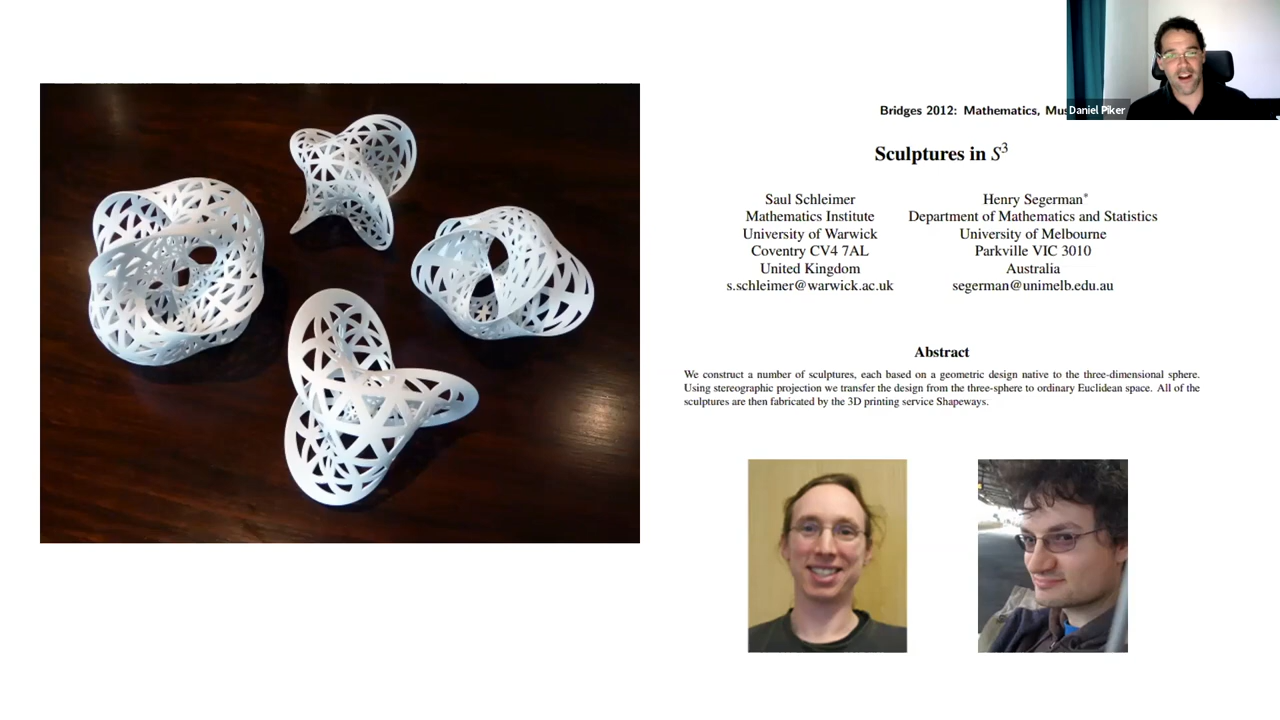 Daniel Piker
Bridges 2012: Mathematics,
Sculptures in S³
Saul Schleimer
Mathematics Institute
University of Warwick
Coventry CV4 7AL
United Kingdom
s.schleimer@warwick.ac.uk
Henry Segerman*
Department of Mathematics and Statistics
University of Melbourne
Parkville VIC 3010
Australia
segerman@unimelb.edu.au
Abstract
We construct a number of sculptures, each based on a geometric design native to the three-dimensional sphere.
Using stereographic projection we transfer the design from the three-sphere to ordinary Euclidean space. All of the
sculptures are then fabricated by the 3D printing service Shapeways.